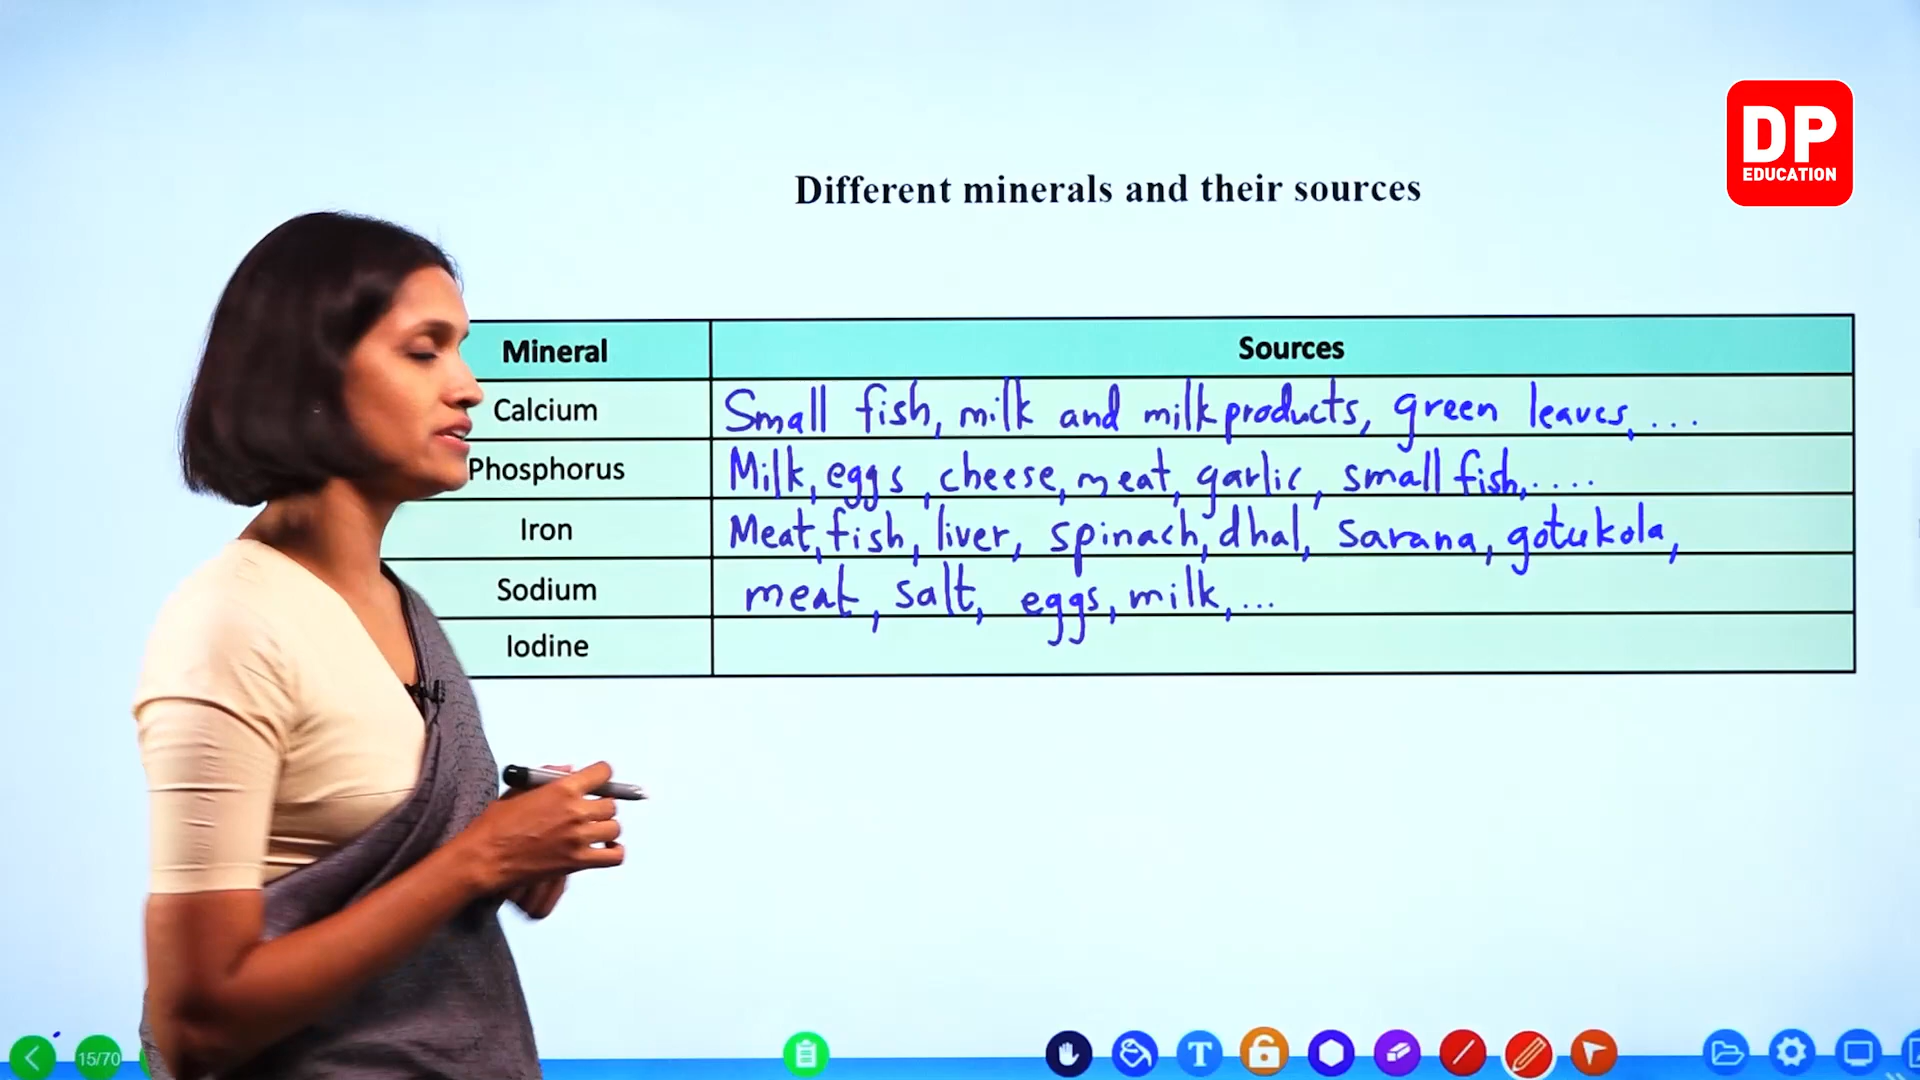 DP
EDUCATION
Different minerals and their sources
Mineral Sources
Calcium Small fish, milk and milk products, green leaves, ...
Phosphorus Milk, eggs, cheese, meat, garlic, small fish, ....
Iron Meat, fish, liver, spinach, dhal, sarana, gotukola,
Sodium meat, salt, eggs, milk, ...
Iodine
15/70
T